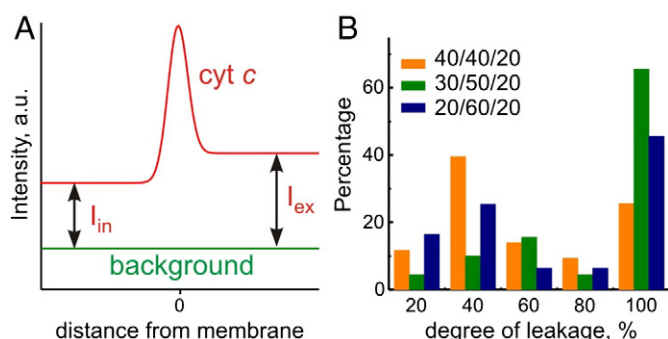 A
Intensity, a.u.
cyt c
I_in
I_ex
background
0
distance from membrane
B
Percentage
60
40
20
0
40/40/20
30/50/20
20/60/20
20 40 60 80 100
degree of leakage, %